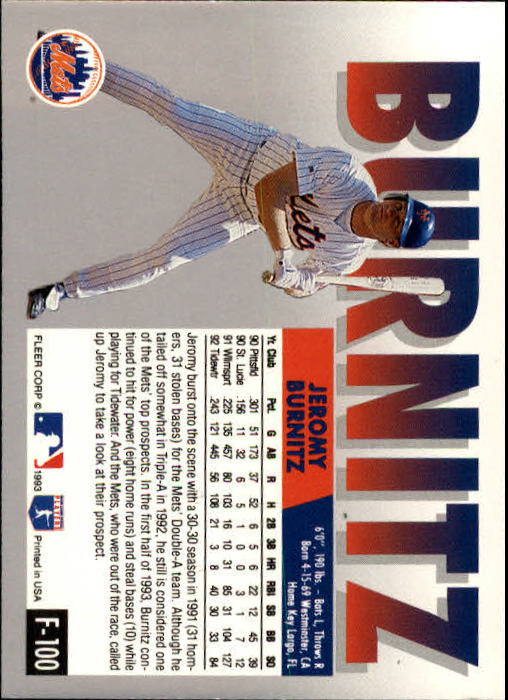 BURNITZ
Mets
Mets
JEROMY
BURNITZ
6'0", 190 lbs. – Bats L, Throws R
Born 4-15-69 Westminster, CA
Home Key Largo, FL
Yr. Club Pct. G AB R H 2B 3B HR RBI SB BB SO
90 Pittsfld .301 51 173 37 52 6 5 6 22 12 45 39
90 St. Lucie .156 11 32 6 5 1 0 0 3 1 7 12
91 Wlmsprt .225 135 457 80 103 16 10 31 85 31 104 127
92 Tidewtr .243 121 445 56 108 21 3 8 40 30 33 84
Jeromy burst onto the scene with a 30-30 season in 1991 (31 hom-
ers, 31 stolen bases) for the Mets' Double-A team. Although he
tailed off somewhat in Triple-A in 1992, he still is considered one
of the Mets' top prospects. In the first half of 1993, Burnitz con-
tinued to hit for power (eight home runs) and steal bases (10) while
playing for Tidewater. And the Mets, who were out of the race, called
up Jeromy to take a look at their prospect.
FLEER CORP © 1993 PLAYERS Printed in USA F-100